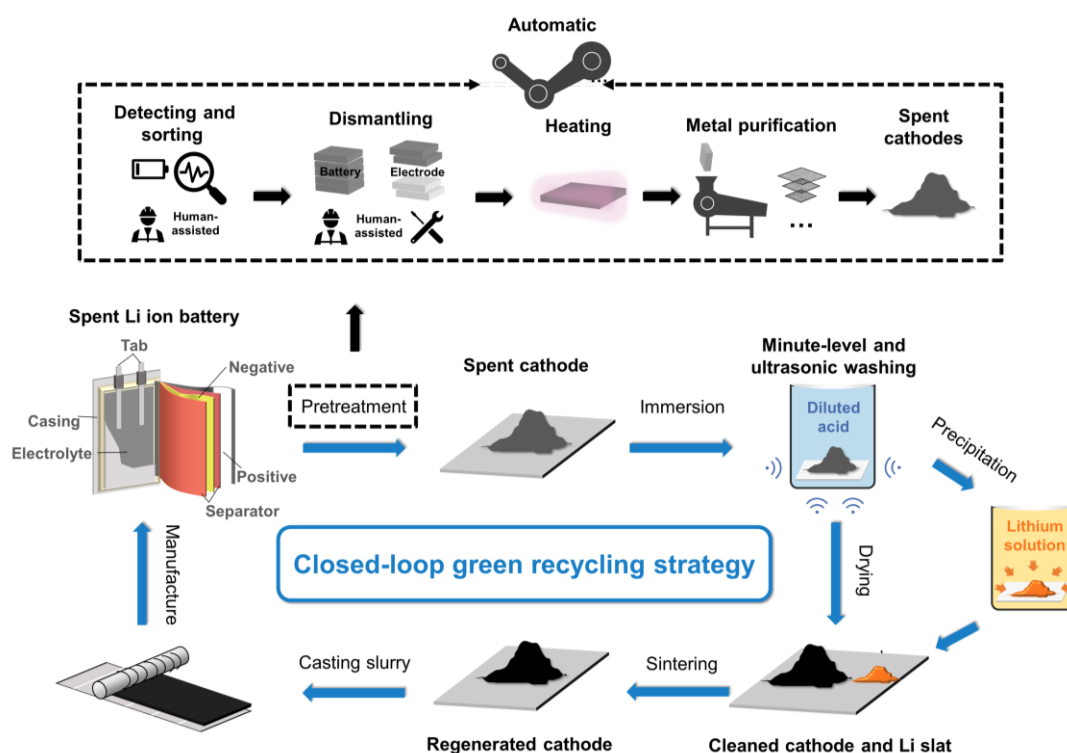 Automatic
...
Detecting and
sorting
Human-
assisted
Dismantling
Battery
Electrode
Human-
assisted
Heating
Metal purification
...
Spent
cathodes
Spent Li ion battery
Tab
Negative
Casing
Electrolyte
Positive
Separator
Pretreatment
Spent cathode
Immersion
Minute-level and
ultrasonic washing
Diluted
acid
Precipitation
Lithium
solution
Drying
Closed-loop green recycling strategy
Manufacture
Casting slurry
Sintering
Regenerated cathode
Cleaned cathode and Li slat